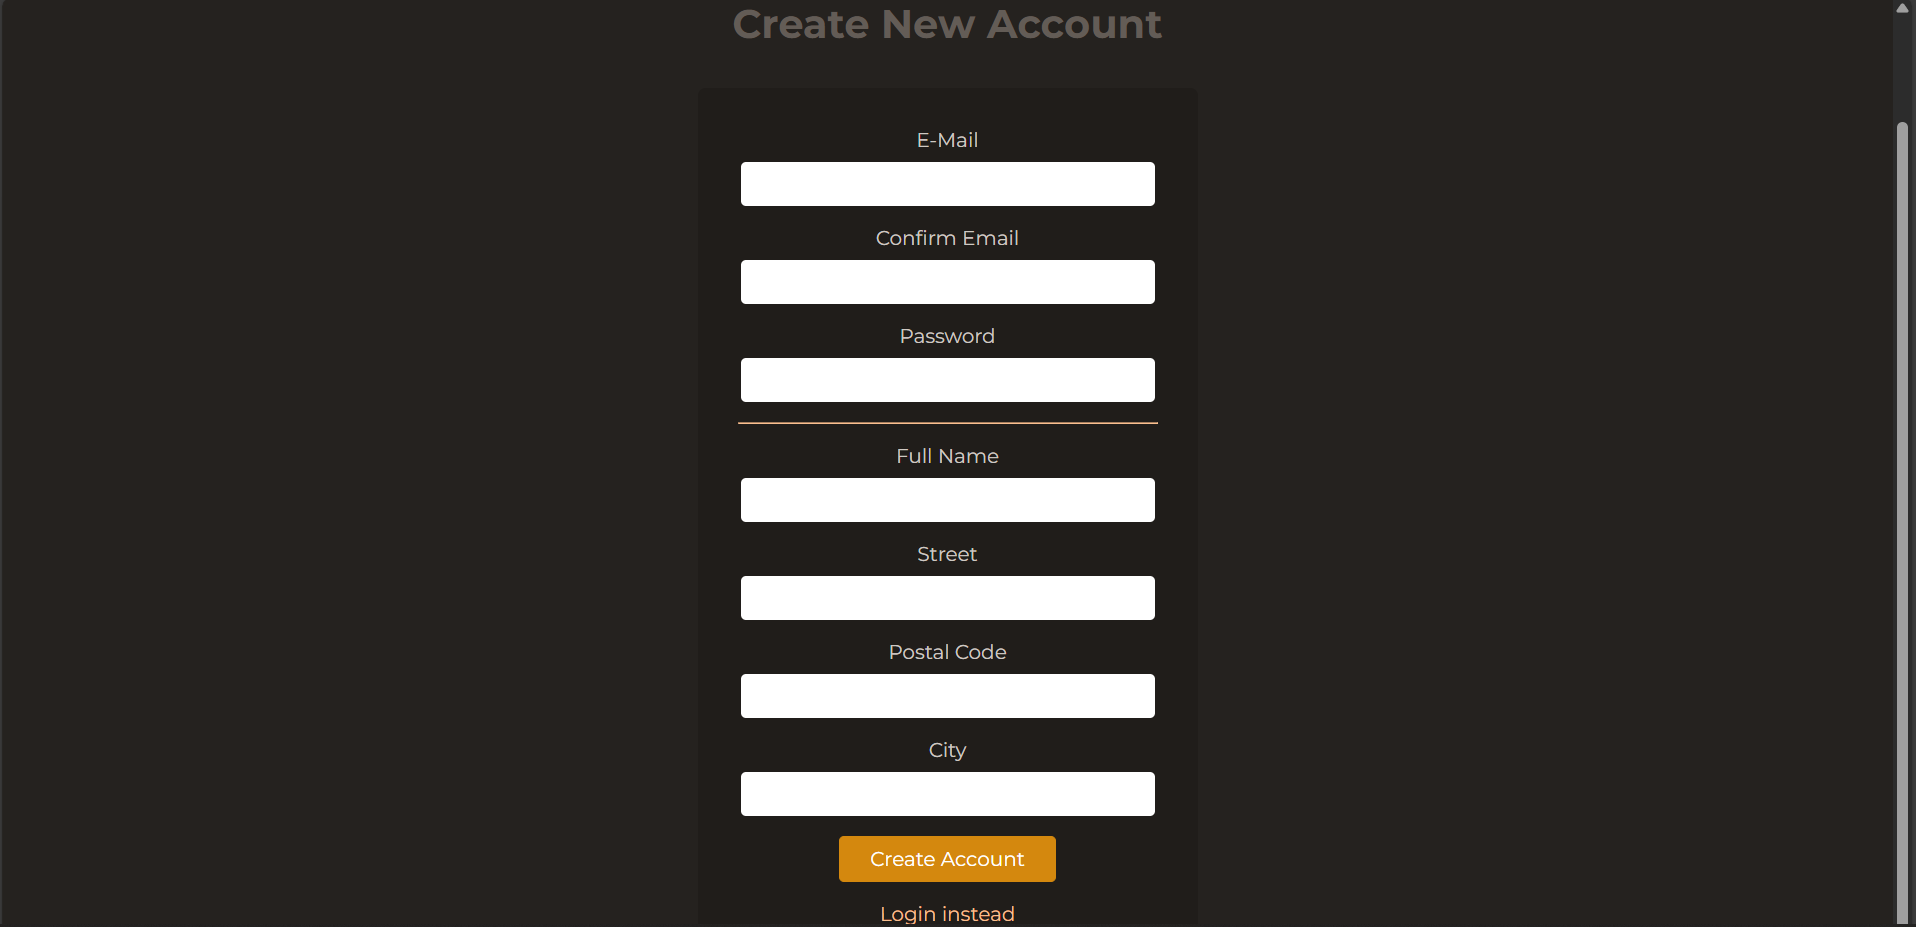 Create New Account
E-Mail
Confirm Email
Password
Full Name
Street
Postal Code
City
Create Account
Login instead